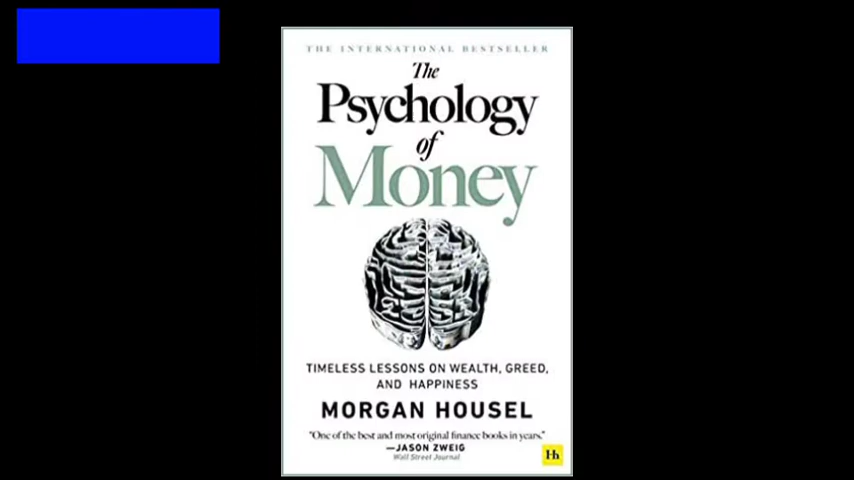 THE INTERNATIONAL BESTSELLER
The
Psychology
of
Money
TIMELESS LESSONS ON WEALTH, GREED,
AND HAPPINESS
MORGAN HOUSEL
"One of the best and most original finance books in years."
—JASON ZWEIG
Wall Street Journal
Hh